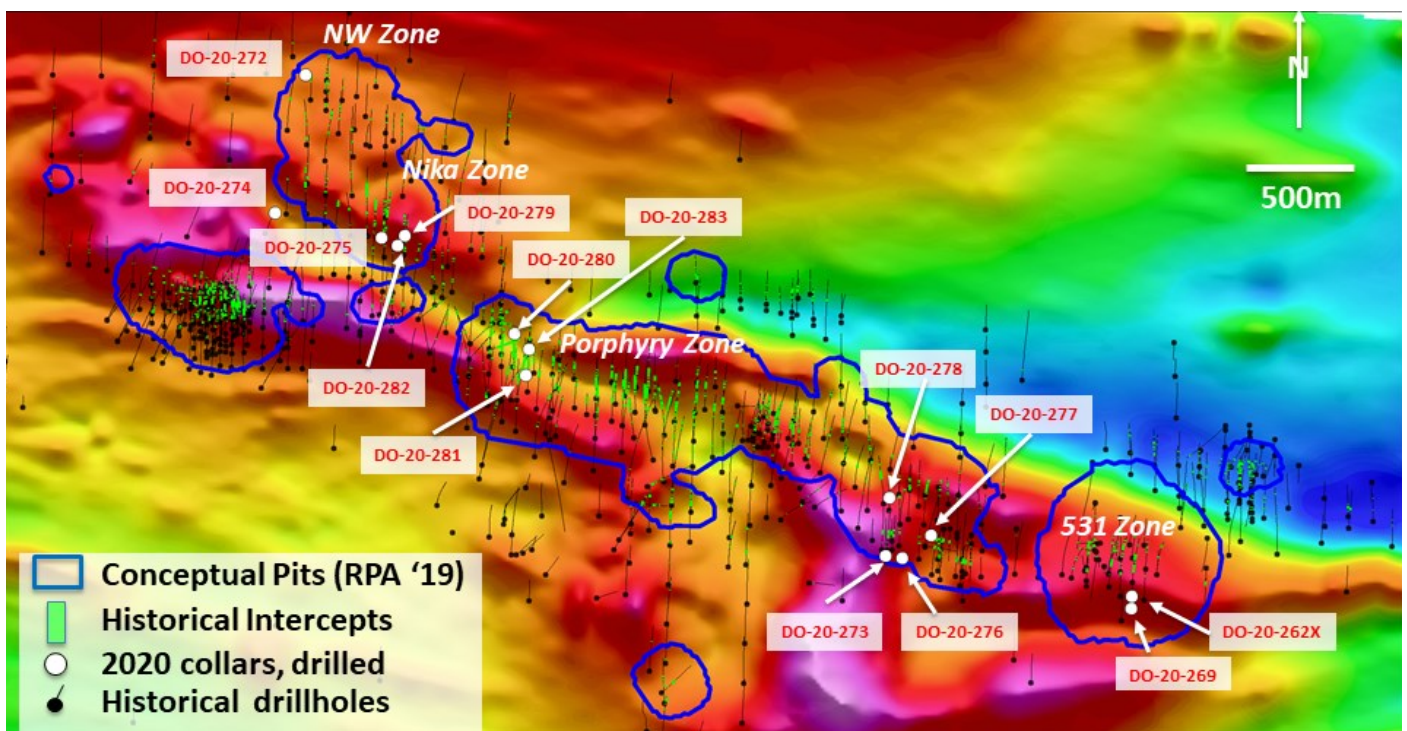 NW Zone
DO-20-272
N
Nika Zone
DO-20-274
500m
DO-20-279
DO-20-283
DO-20-275
DO-20-280
Porphyry Zone
DO-20-278
DO-20-282
DO-20-277
DO-20-281
531 Zone
Conceptual Pits (RPA ‘19)
Historical Intercepts
2020 collars, drilled
Historical drillholes
DO-20-273
DO-20-276
DO-20-262X
DO-20-269